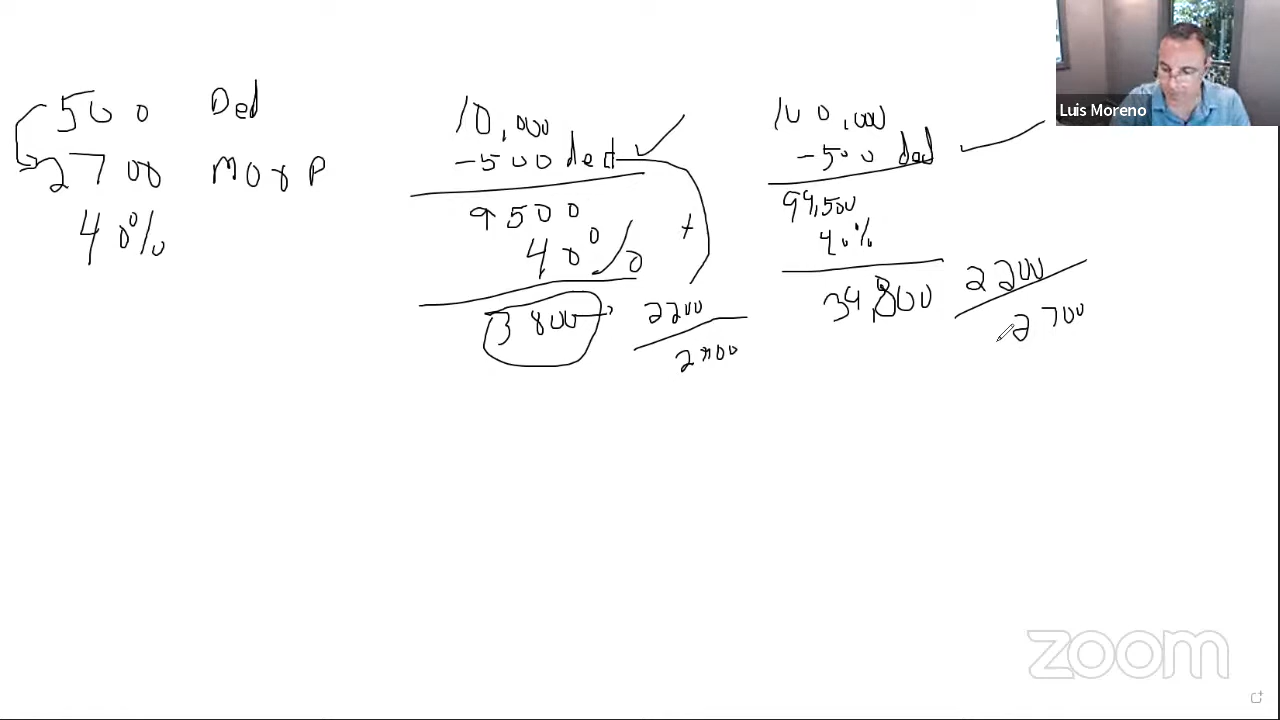 500 Ded
2700 MOXP
40%
10,000
-500 ded
9500
40%
3800
+
2200
2700
100,000
-500 ded
99,500
40%
39,800
2200
2700
Luis Moreno
zoom